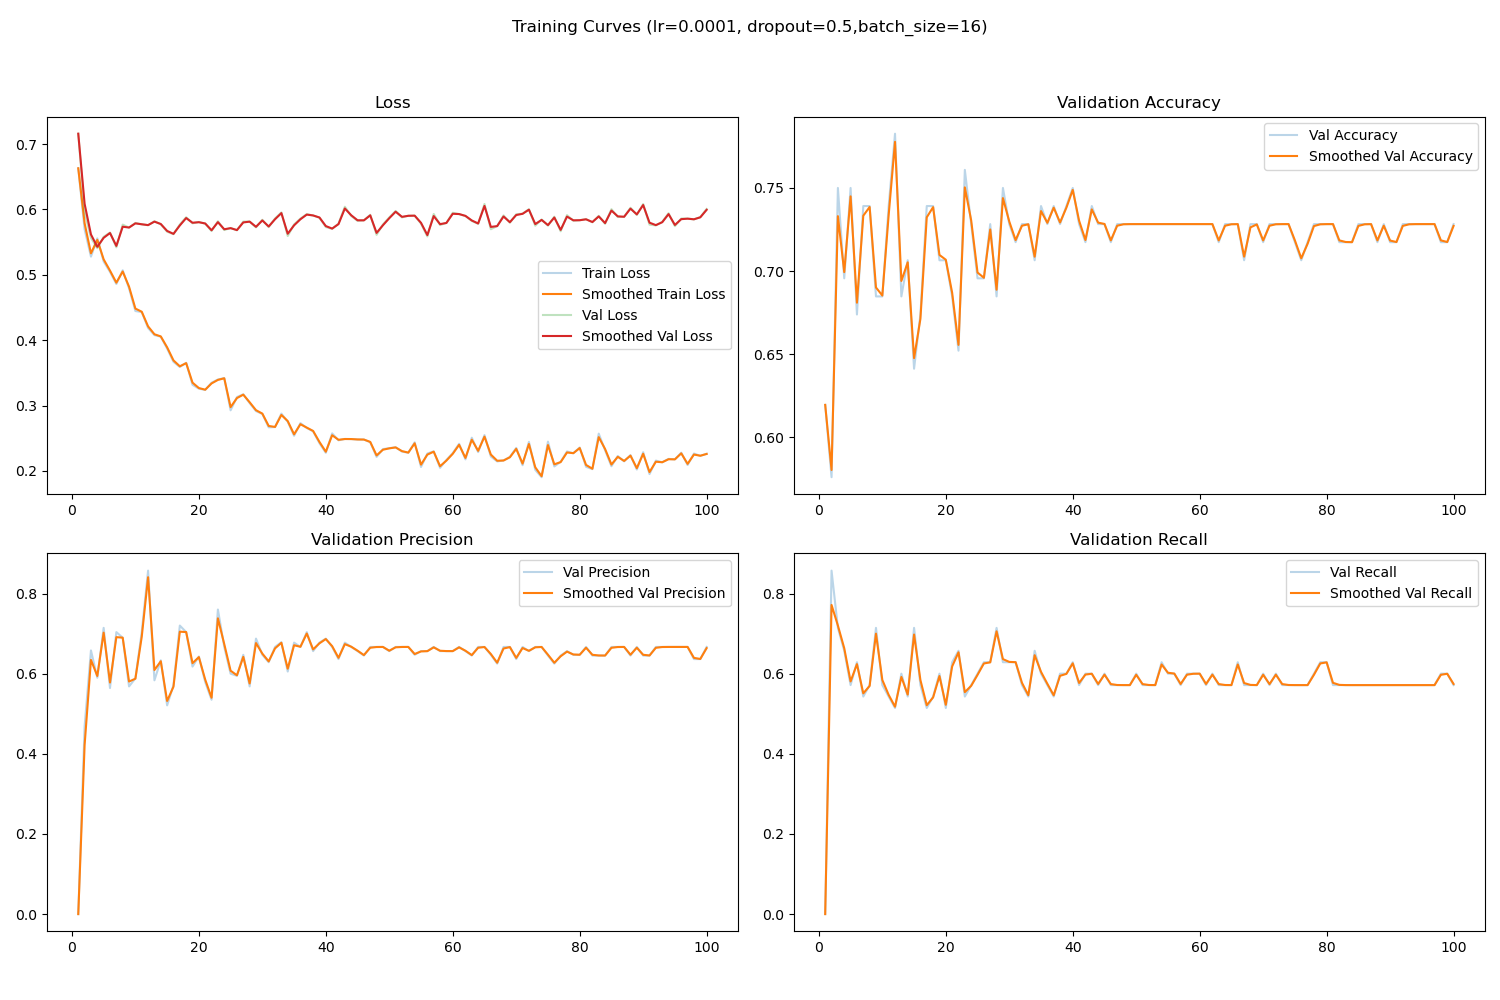 Training Curves (lr=0.0001, dropout=0.5,batch_size=16)
Loss
0.7
0.6
0.5
0.4
0.3
0.2
0 20 40 60 80 100
Train Loss
Smoothed Train Loss
Val Loss
Smoothed Val Loss
Validation Accuracy
0.75
0.70
0.65
0.60
0 20 40 60 80 100
Val Accuracy
Smoothed Val Accuracy
Validation Precision
0.8
0.6
0.4
0.2
0.0
0 20 40 60 80 100
Val Precision
Smoothed Val Precision
Validation Recall
0.8
0.6
0.4
0.2
0.0
0 20 40 60 80 100
Val Recall
Smoothed Val Recall